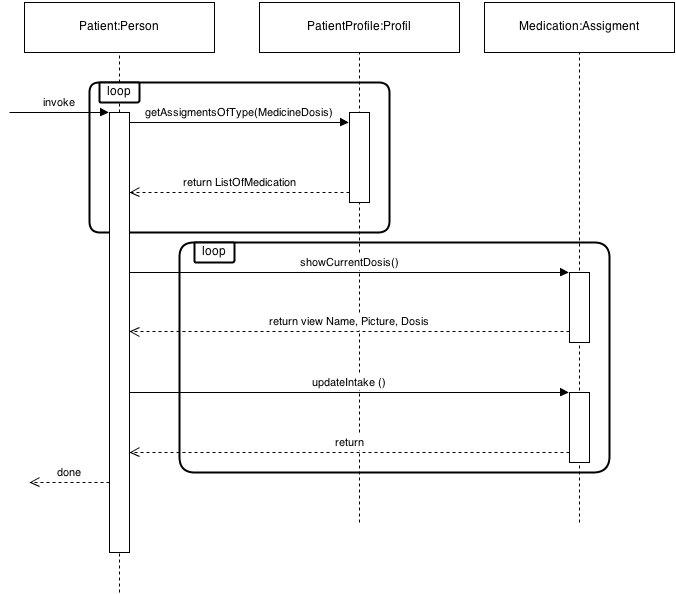 Patient:Person
PatientProfile:Profil
Medication:Assigment
loop
invoke
getAssigmentsOfType(MedicineDosis)
return ListOfMedication
loop
showCurrentDosis()
return view Name, Picture, Dosis
updateIntake ()
return
done